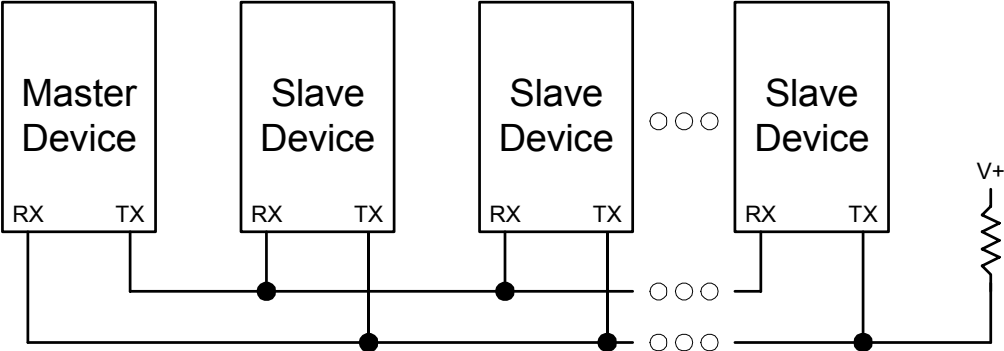 Master
Device
Slave
Device
Slave
Device
Slave
Device
V+
RX TX
RX TX
RX TX
RX TX